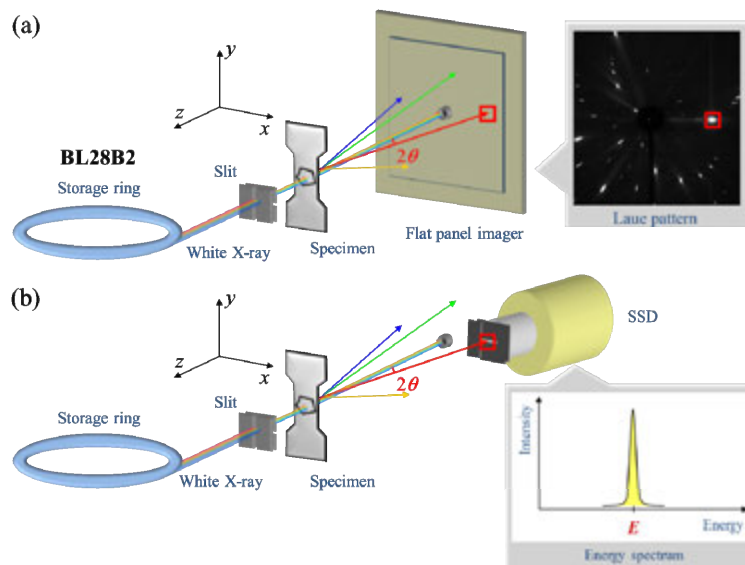 (a)
y
z
x
BL28B2
Storage ring
Slit
White X-ray
Specimen
2θ
Flat panel imager
Laue pattern
(b)
y
z
x
Storage ring
Slit
White X-ray
Specimen
2θ
SSD
Intensity
E
Energy
Energy spectrum